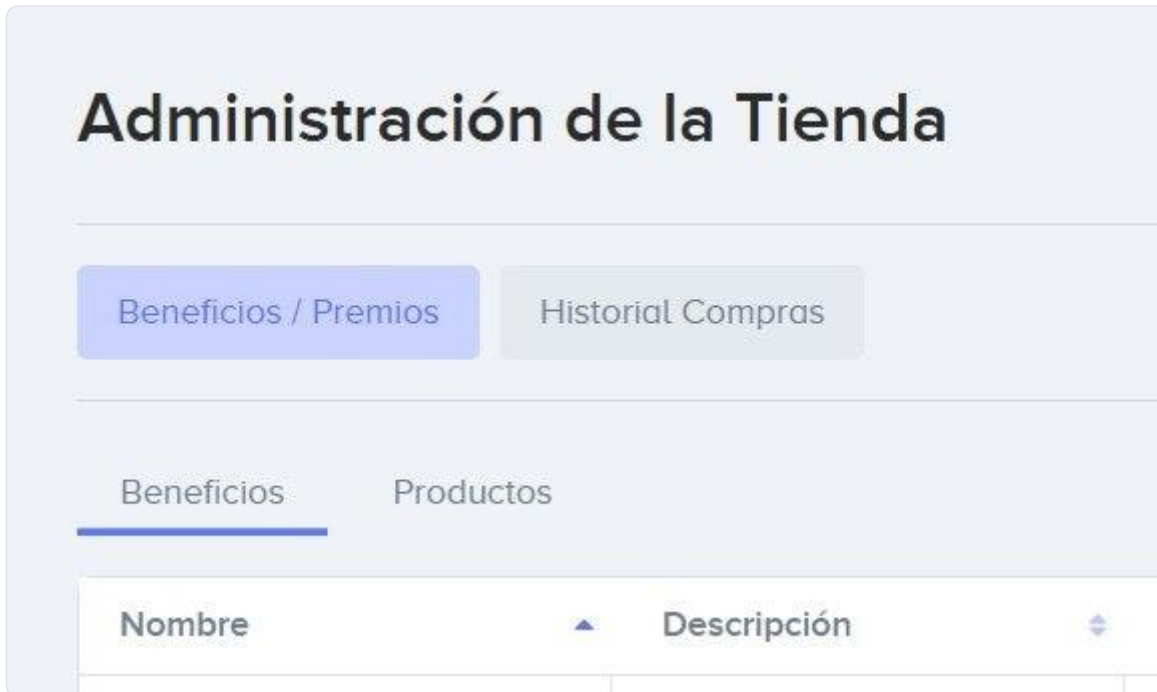 Administración de la Tienda
Beneficios / Premios Historial Compras
Beneficios Productos
Nombre Descripción